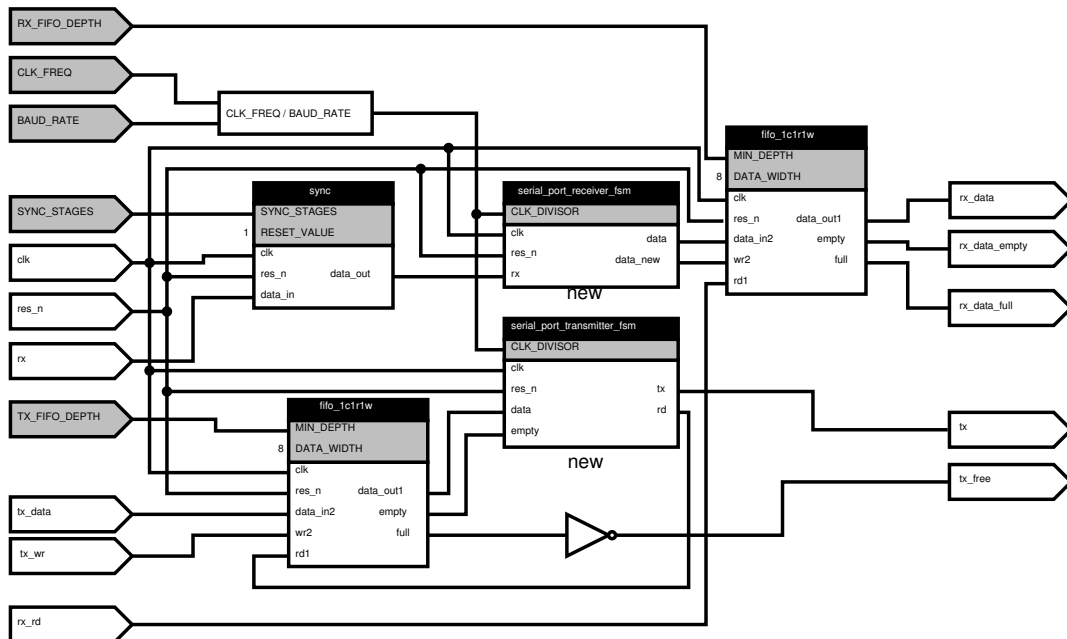 RX_FIFO_DEPTH
CLK_FREQ
BAUD_RATE
CLK_FREQ / BAUD_RATE
SYNC_STAGES
clk
res_n
rx
TX_FIFO_DEPTH
tx_data
tx_wr
rx_rd
sync
SYNC_STAGES
1
RESET_VALUE
clk
res_n
data_out
data_in
serial_port_receiver_fsm
CLK_DIVISOR
clk
data
res_n
data_new
rx
new
fifo_1c1r1w
MIN_DEPTH
8
DATA_WIDTH
clk
res_n
data_out1
data_in2
empty
wr2
full
rd1
serial_port_transmitter_fsm
CLK_DIVISOR
clk
res_n
tx
data
rd
empty
new
fifo_1c1r1w
MIN_DEPTH
8
DATA_WIDTH
clk
res_n
data_out1
data_in2
empty
wr2
full
rd1
rx_data
rx_data_empty
rx_data_full
tx
tx_free